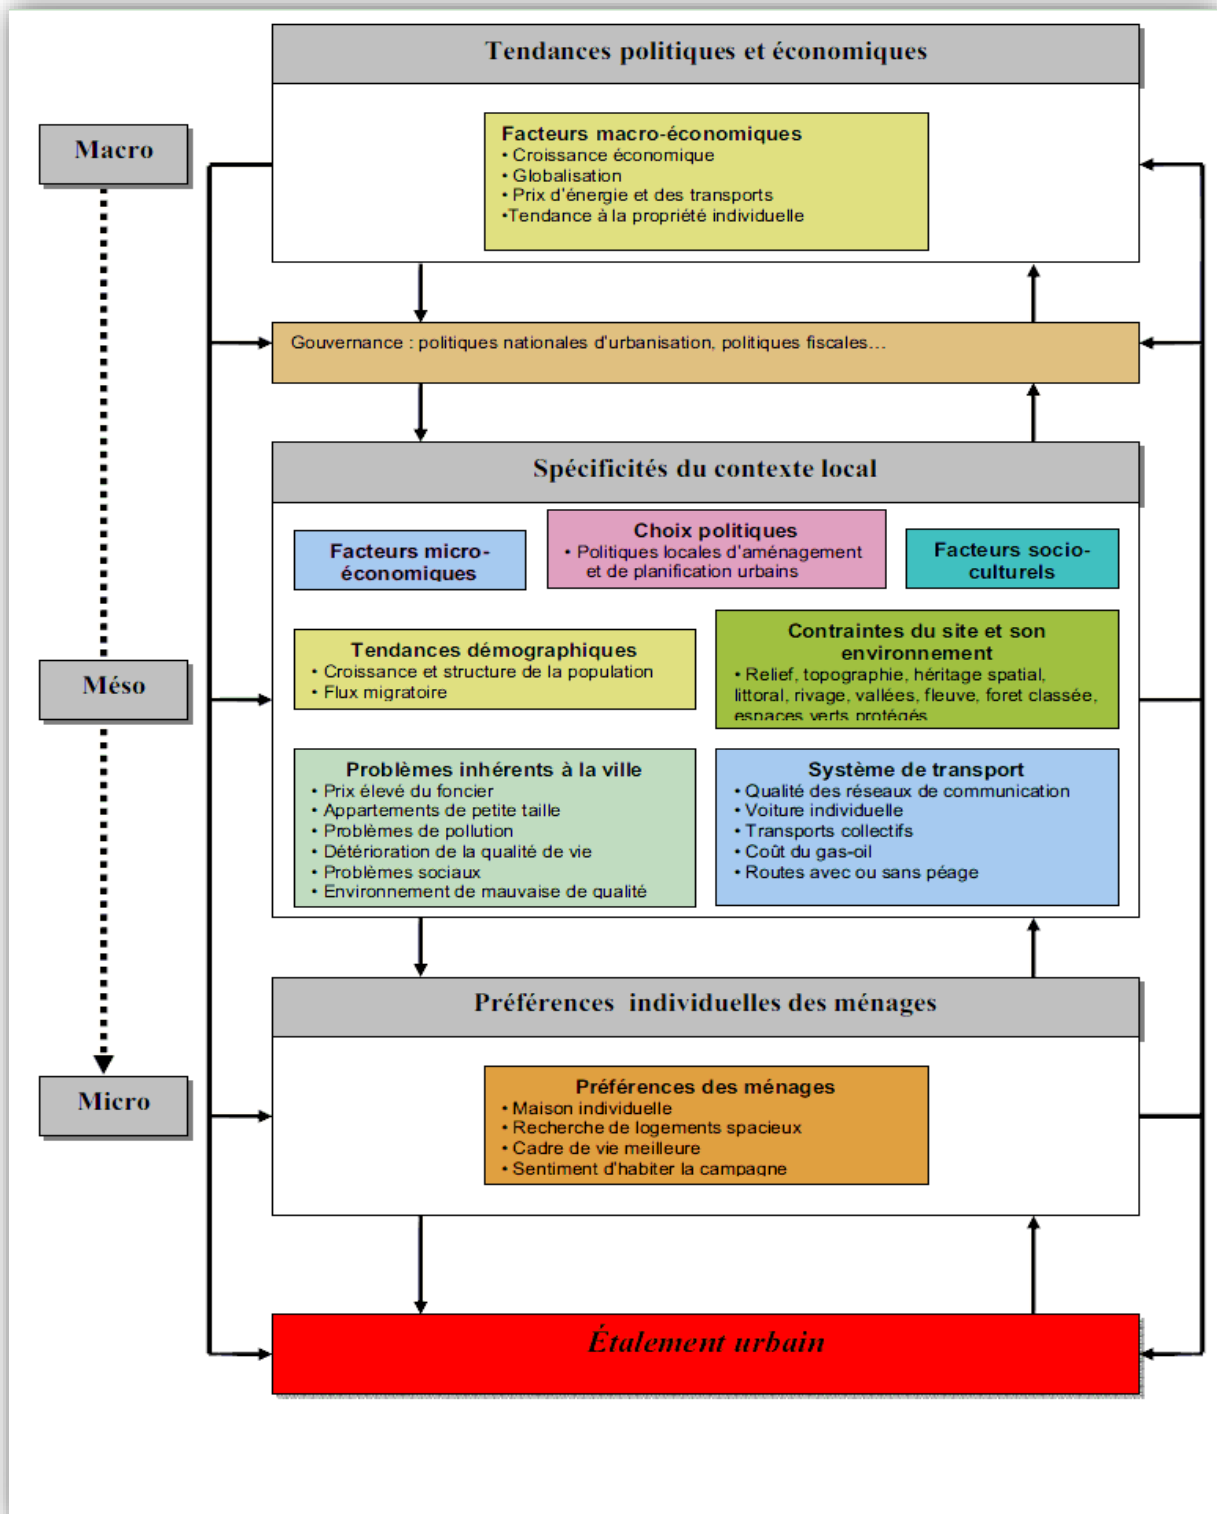 Tendances politiques et économiques
Macro
Facteurs macro-économiques
• Croissance économique
• Globalisation
• Prix d'énergie et des transports
•Tendance à la propriété individuelle
Gouvernance : politiques nationales d'urbanisation, politiques fiscales…
Spécificités du contexte local
Facteurs micro-
économiques
Choix politiques
• Politiques locales d'aménagement
et de planification urbains
Facteurs socio-
culturels
Tendances démographiques
• Croissance et structure de la population
• Flux migratoire
Contraintes du site et son
environnement
• Relief, topographie, héritage spatial,
littoral, rivage, vallées, fleuve, foret classée,
espaces verts protégés
Méso
Problèmes inhérents à la ville
• Prix élevé du foncier
• Appartements de petite taille
• Problèmes de pollution
• Détérioration de la qualité de vie
• Problèmes sociaux
• Environnement de mauvaise de qualité
Système de transport
• Qualité des réseaux de communication
• Voiture individuelle
• Transports collectifs
• Coût du gas-oil
• Routes avec ou sans péage
Préférences individuelles des ménages
Micro
Préférences des ménages
• Maison individuelle
• Recherche de logements spacieux
• Cadre de vie meilleure
• Sentiment d'habiter la campagne
Étalement urbain